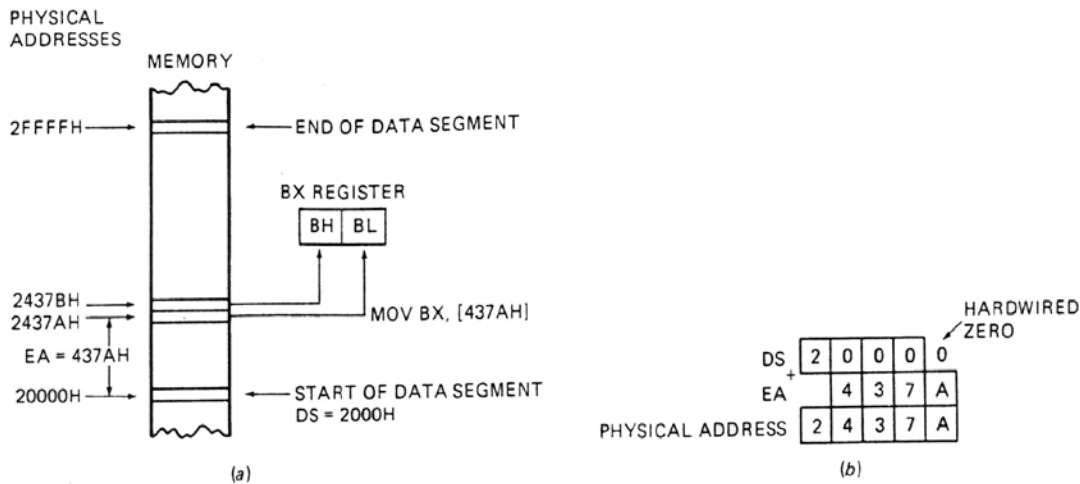 PHYSICAL
ADDRESSES
MEMORY
2FFFFH
END OF DATA SEGMENT
BX REGISTER
BH BL
2437BH
2437AH
MOV BX, [437AH]
EA = 437AH
20000H
START OF DATA SEGMENT
DS = 2000H
(a)
HARDWIRED
ZERO
DS 2 0 0 0 0
+
EA 4 3 7 A
PHYSICAL ADDRESS 2 4 3 7 A
(b)